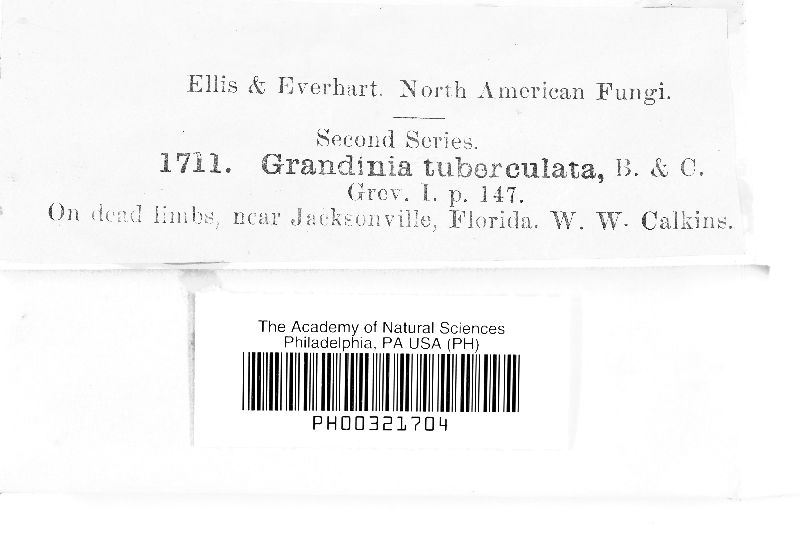 Ellis & Everhart. North American Fungi.
Second Series.
1711. Grandinia tuberculata, B. & C.
Grev. I. p. 147.
On dead limbs, near Jacksonville, Florida. W. W. Calkins.
The Academy of Natural Sciences
Philadelphia, PA USA (PH)
PH00321704